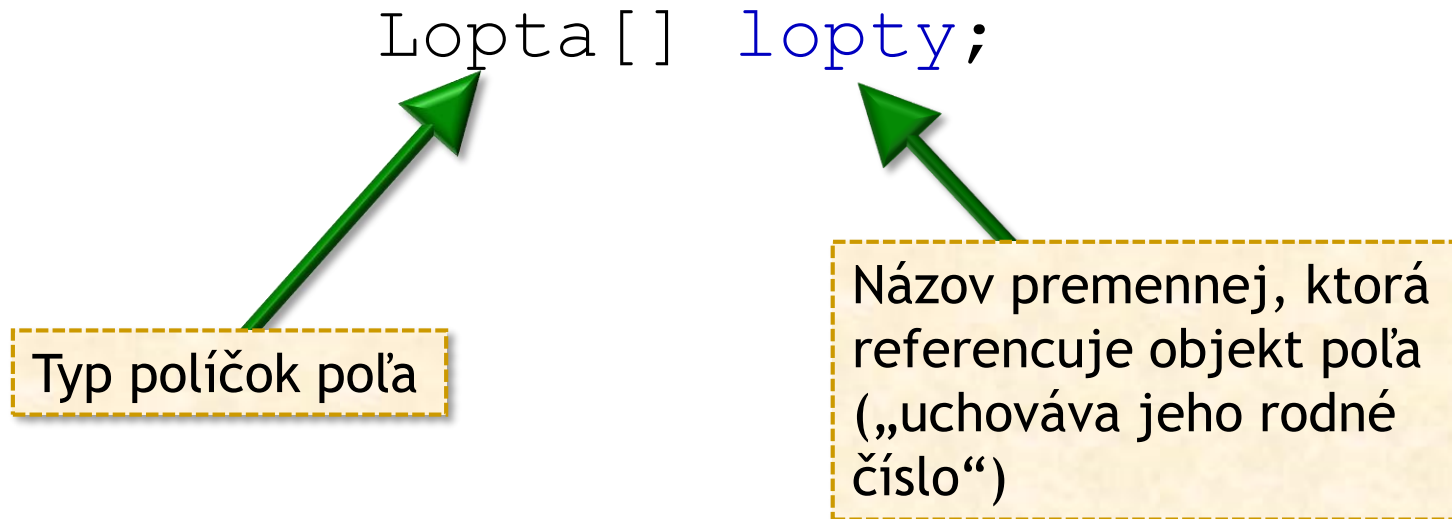 Lopta[] lopty;
Typ políčok poľa
Názov premennej, ktorá
referencuje objekt poľa
(„uchováva jeho rodné
číslo“)